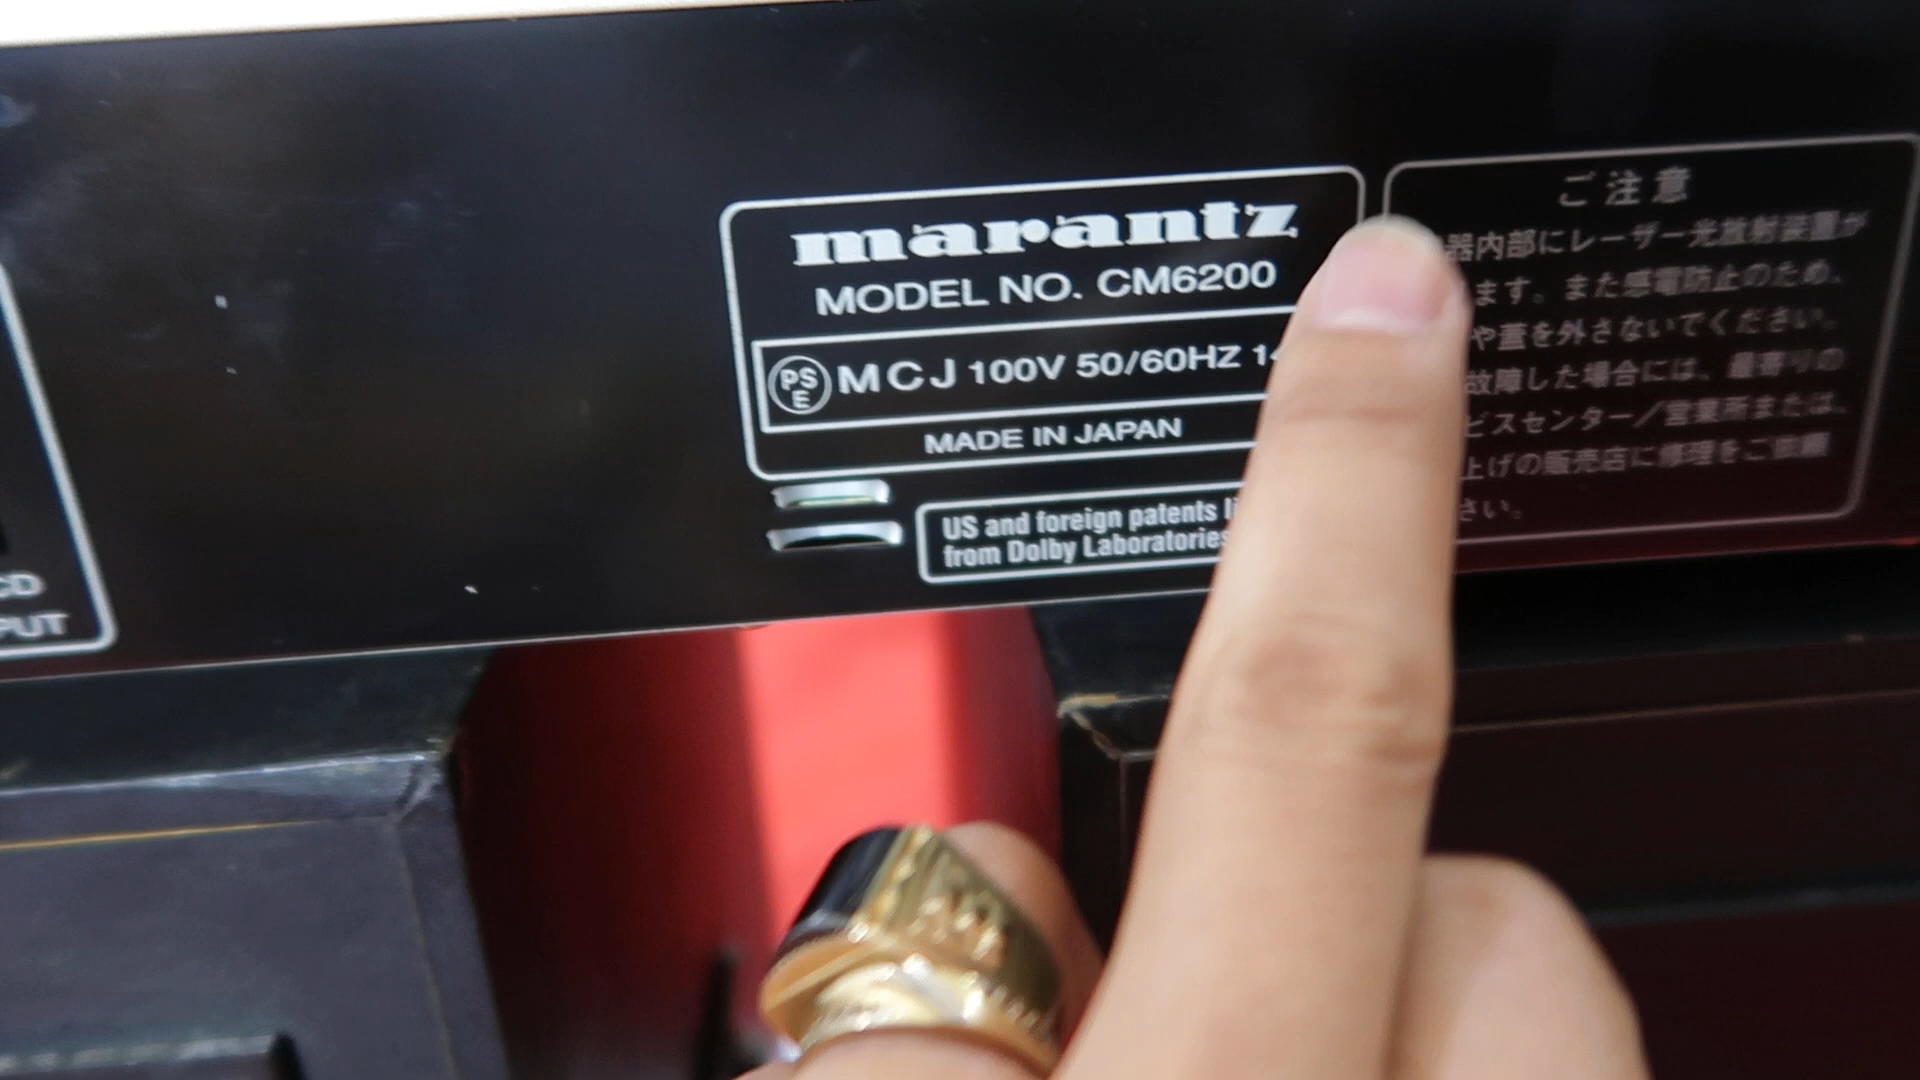 marantz
MODEL NO. CM6200
PS
E
MCJ 100V 50/60HZ
MADE IN JAPAN
US and foreign patents
from Dolby Laboratories
ご注意
器内部にレーザー光放射装置が
ます。また感電防止のため、
や蓋を外さないでください。
故障した場合には、最寄りの
ビスセンター／営業所または、
上げの販売店に修理をご依頼
さい。
CD
PUT